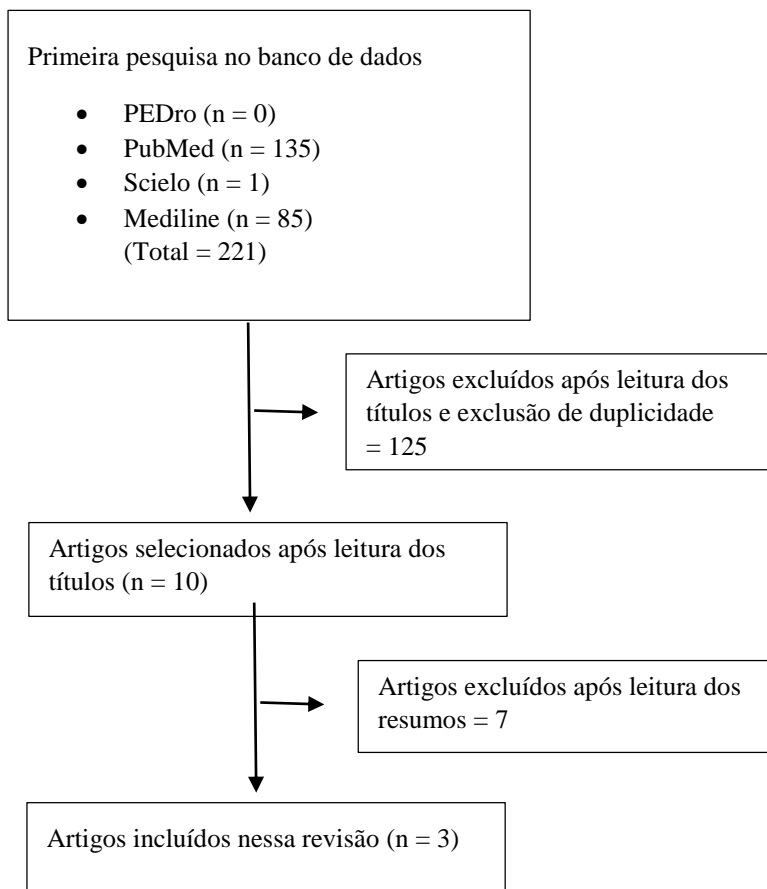 Primeira pesquisa no banco de dados
• PEDro (n = 0)
• PubMed (n = 135)
• Scielo (n = 1)
• Mediline (n = 85)
(Total = 221)
Artigos excluídos após leitura dos
títulos e exclusão de duplicidade
= 125
Artigos selecionados após leitura dos
títulos (n = 10)
Artigos excluídos após leitura dos
resumos = 7
Artigos incluídos nessa revisão (n = 3)